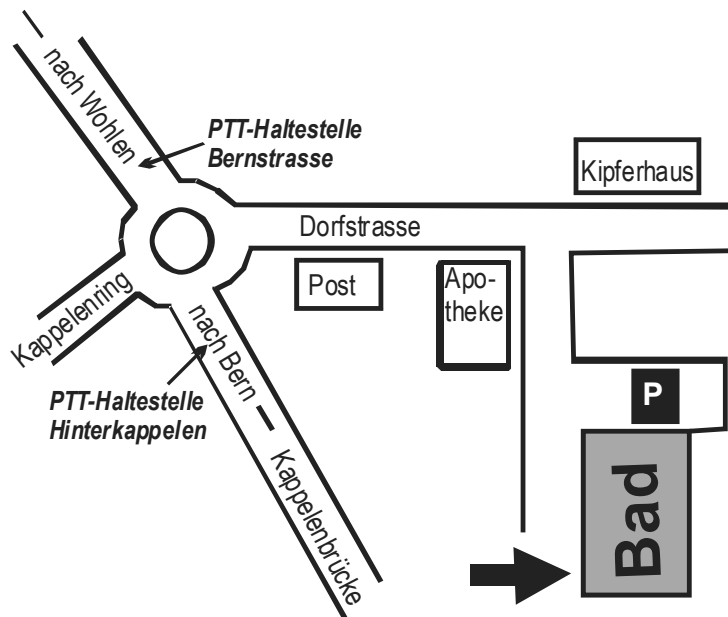 nach Wohlen
PTT-Haltestelle
Bernstrasse
Kipferhaus
Dorfstrasse
Post
Apo-
theke
Kappelenring
nach Bern – Kappelenbrücke
PTT-Haltestelle
Hinterkappelen
P
Bad